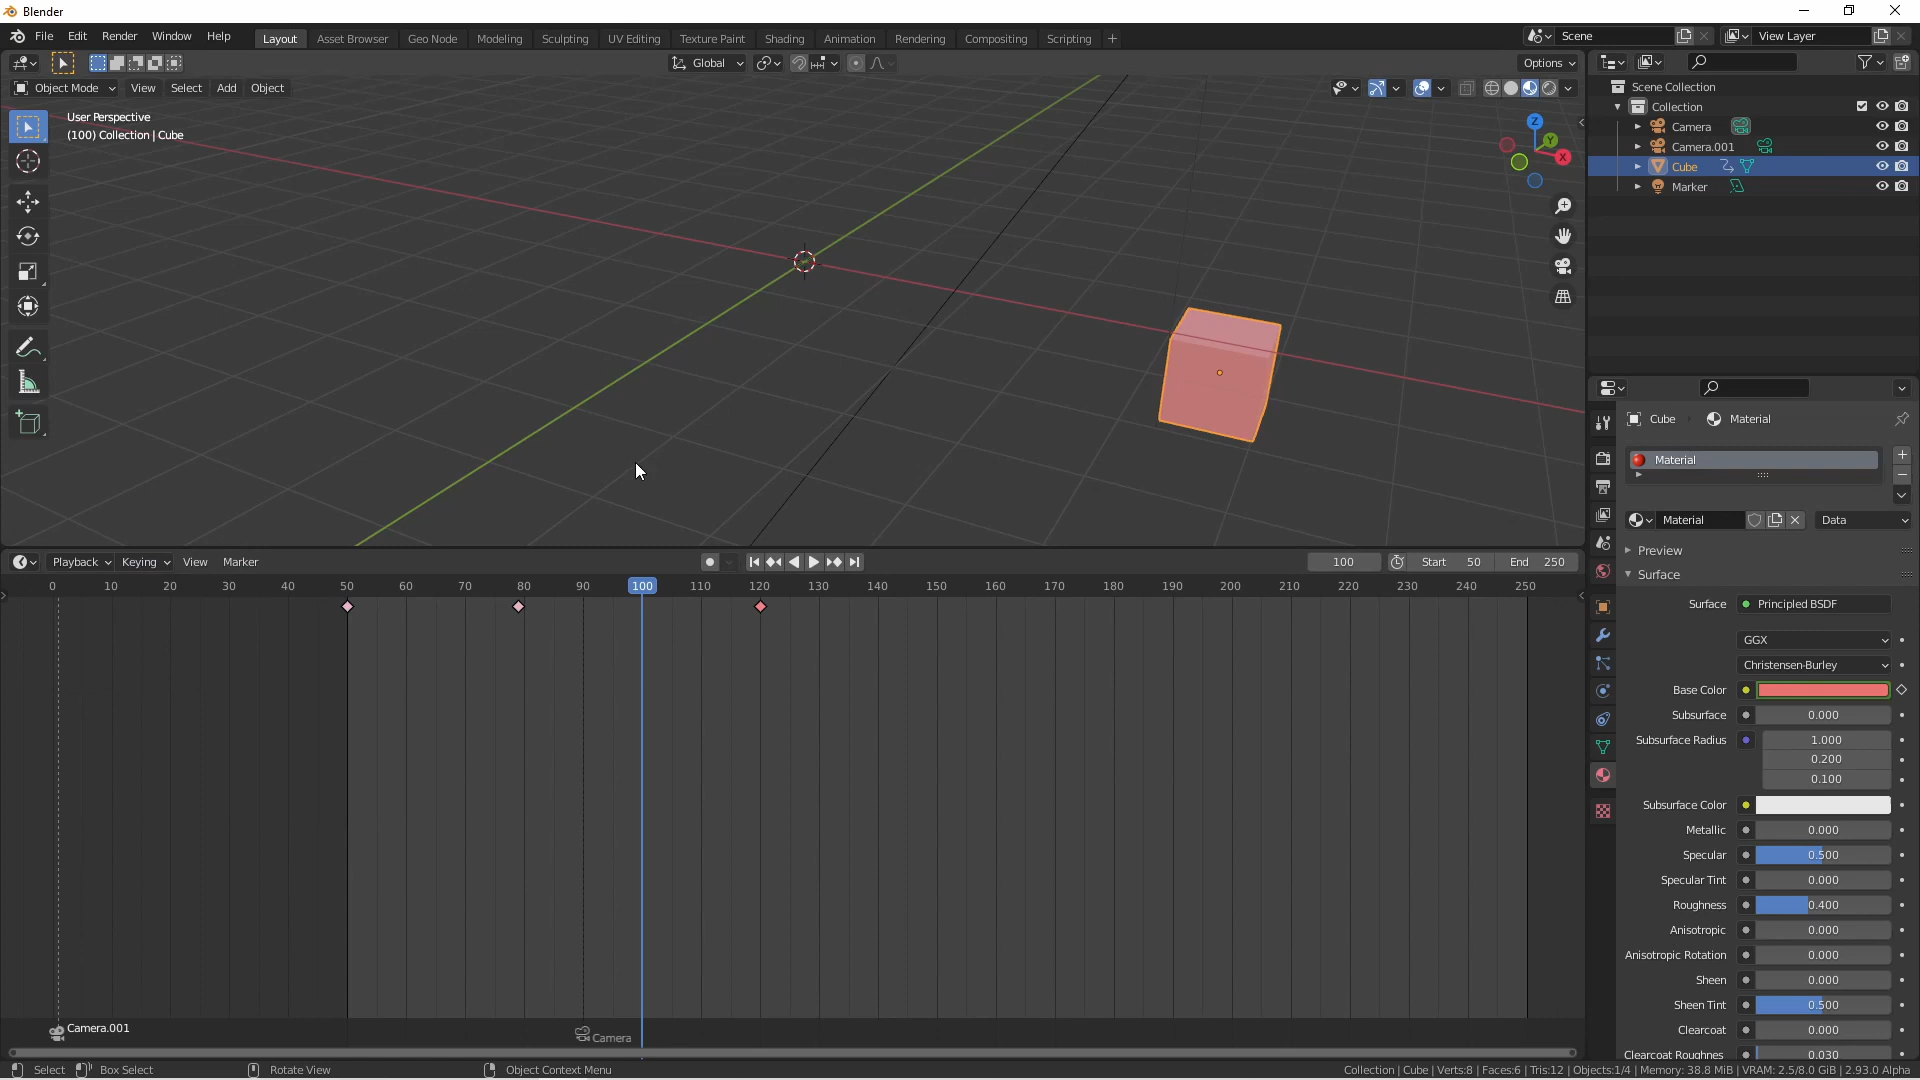 Blender
File Edit Render Window Help Layout Asset Browser Geo Node Modeling Sculpting UV Editing Texture Paint Shading Animation Rendering Compositing Scripting + Scene View Layer
Global Options
Object Mode View Select Add Object
User Perspective
(100) Collection | Cube
Z
Y
X
Scene Collection
Collection
Camera
Camera.001
Cube
Marker
Cube Material
Material
Material Data
Preview
Surface
Surface Principled BSDF
GGX
Christensen-Burley
Base Color
Subsurface 0.000
Subsurface Radius 1.000
0.200
0.100
Subsurface Color
Metallic 0.000
Specular 0.500
Specular Tint 0.000
Roughness 0.400
Anisotropic 0.000
Anisotropic Rotation 0.000
Sheen 0.000
Sheen Tint 0.500
Clearcoat 0.000
Clearcoat Roughnes 0.030
Playback Keying View Marker 100 Start 50 End 250
0 10 20 30 40 50 60 70 80 90 100 110 120 130 140 150 160 170 180 190 200 210 220 230 240 250
Camera.001
Camera
Select Box Select Rotate View Object Context Menu Collection | Cube | Verts:8 | Faces:6 | Tris:12 | Objects:1/4 | Memory: 38.8 MiB | VRAM: 2.5/8.0 GiB | 2.93.0 Alpha